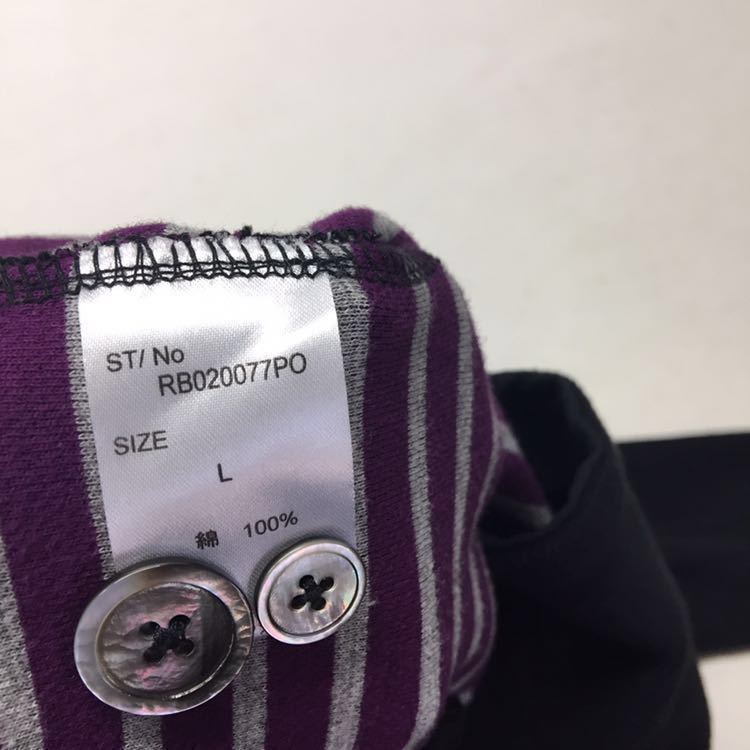 ST/ No
RB020077PO
SIZE
L
綿 100%